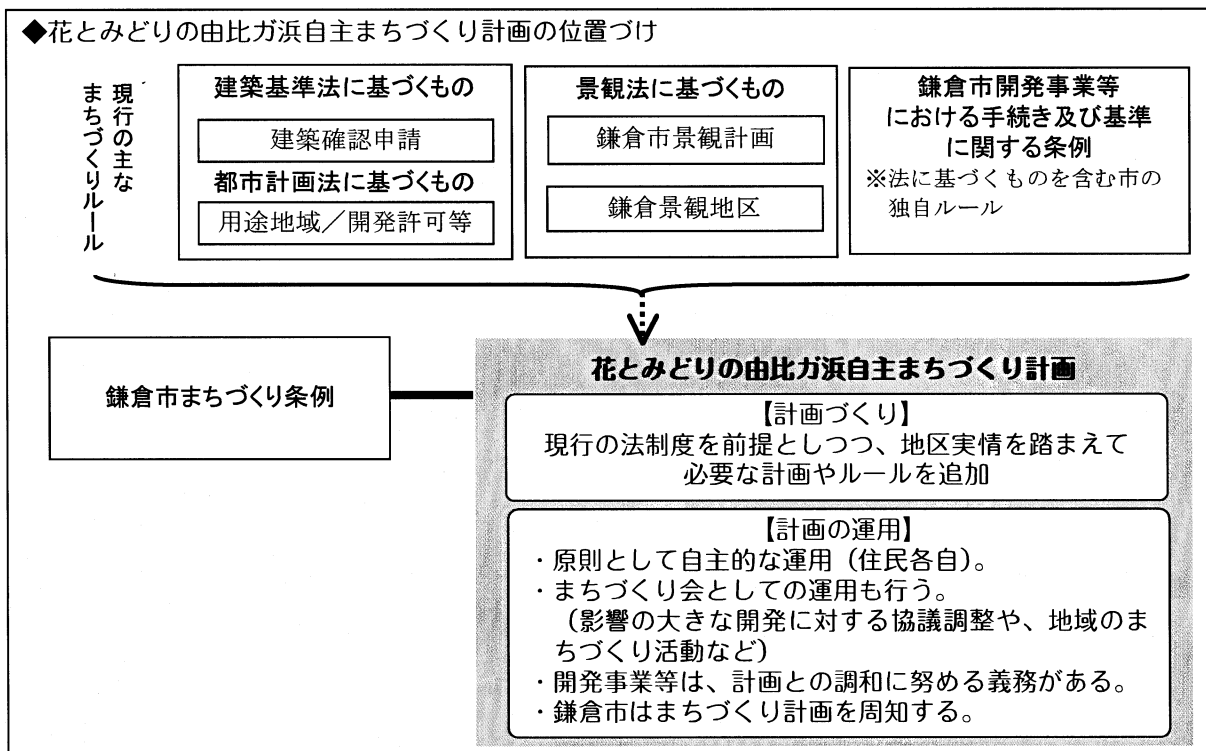 ◆花とみどりの由比ガ浜自主まちづくり計画の位置づけ
現行の主な
まちづくりルール
建築基準法に基づくもの
建築確認申請
都市計画法に基づくもの
用途地域／開発許可等
景観法に基づくもの
鎌倉市景観計画
鎌倉景観地区
鎌倉市開発事業等
における手続き及び基準
に関する条例
※法に基づくものを含む市の
独自ルール
鎌倉市まちづくり条例
花とみどりの由比ガ浜自主まちづくり計画
【計画づくり】
現行の法制度を前提としつつ、地区実情を踏まえて
必要な計画やルールを追加
【計画の運用】
・原則として自主的な運用（住民各自）。
・まちづくり会としての運用も行う。
（影響の大きな開発に対する協議調整や、地域のま
ちづくり活動など）
・開発事業等は、計画との調和に努める義務がある。
・鎌倉市はまちづくり計画を周知する。